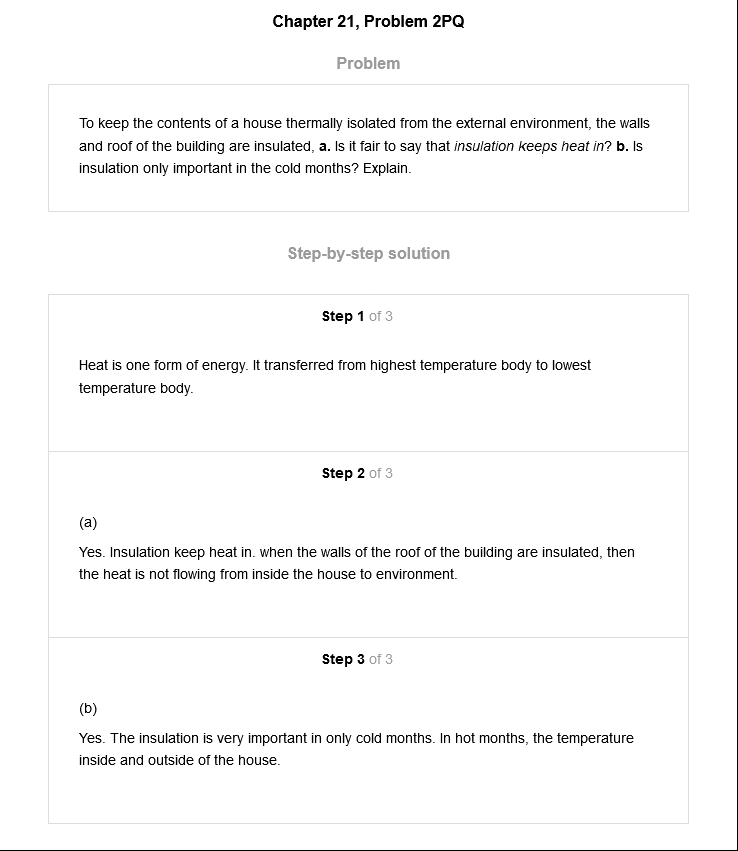 Chapter 21, Problem 2PQ
Problem
To keep the contents of a house thermally isolated from the external environment, the walls
and roof of the building are insulated, a. Is it fair to say that insulation keeps heat in? b. Is
insulation only important in the cold months? Explain.
Step-by-step solution
Step 1 of 3
Heat is one form of energy. It transferred from highest temperature body to lowest
temperature body.
Step 2 of 3
(a)
Yes. Insulation keep heat in. when the walls of the roof of the building are insulated, then
the heat is not flowing from inside the house to environment.
Step 3 of 3
(b)
Yes. The insulation is very important in only cold months. In hot months, the temperature
inside and outside of the house.